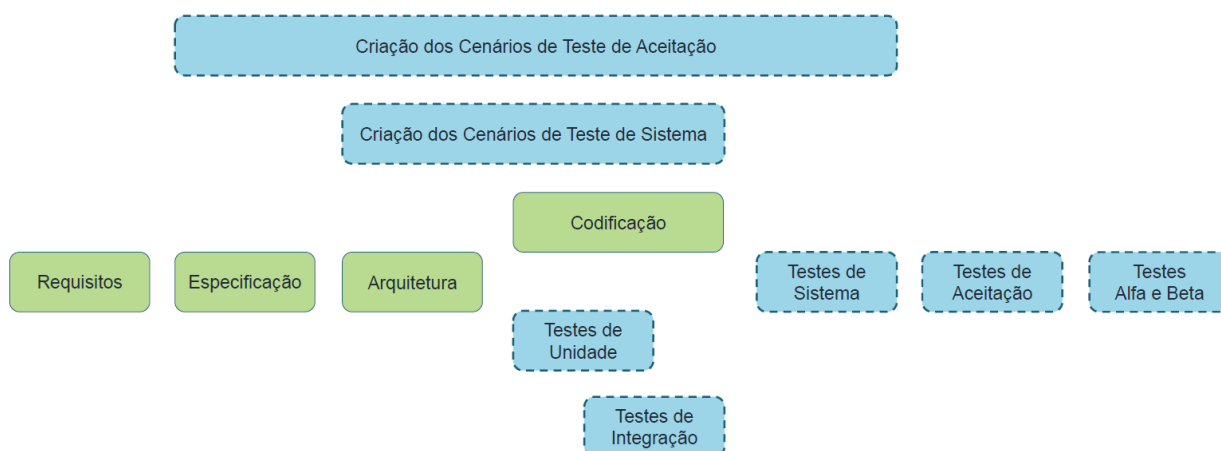 Criação dos Cenários de Teste de Aceitação
Criação dos Cenários de Teste de Sistema
Codificação
Requisitos
Especificação
Arquitetura
Testes de
Sistema
Testes de
Aceitação
Testes
Alfa e Beta
Testes de
Unidade
Testes de
Integração